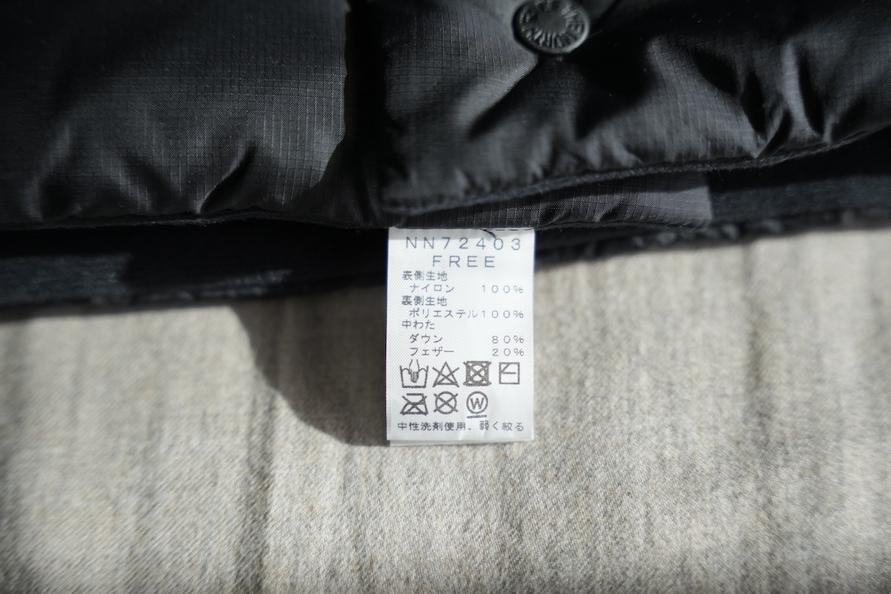 NN72403
FREE
表側生地
ナイロン 100%
裏側生地
ポリエステル100%
中わた
ダウン 80%
フェザー 20%
W
中性洗剤使用、弱く絞る